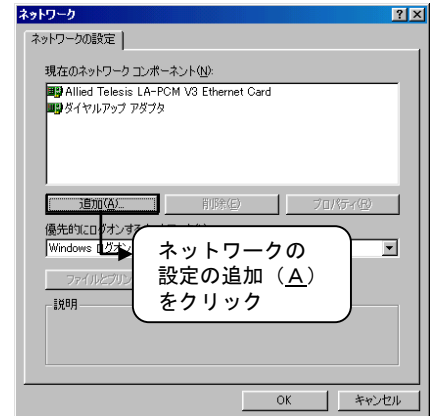 ネットワーク
ネットワークの設定
現在のネットワーク コンポーネント(N):
Allied Telesis LA-PCM V3 Ethernet Card
ダイヤルアップ アダプタ
追加(A)... 削除(E) プロパティ(R)
優先的にログオンする
Windows ログオン
ファイルとプリン
ネットワークの
設定の追加（A）
をクリック
説明
OK キャンセル